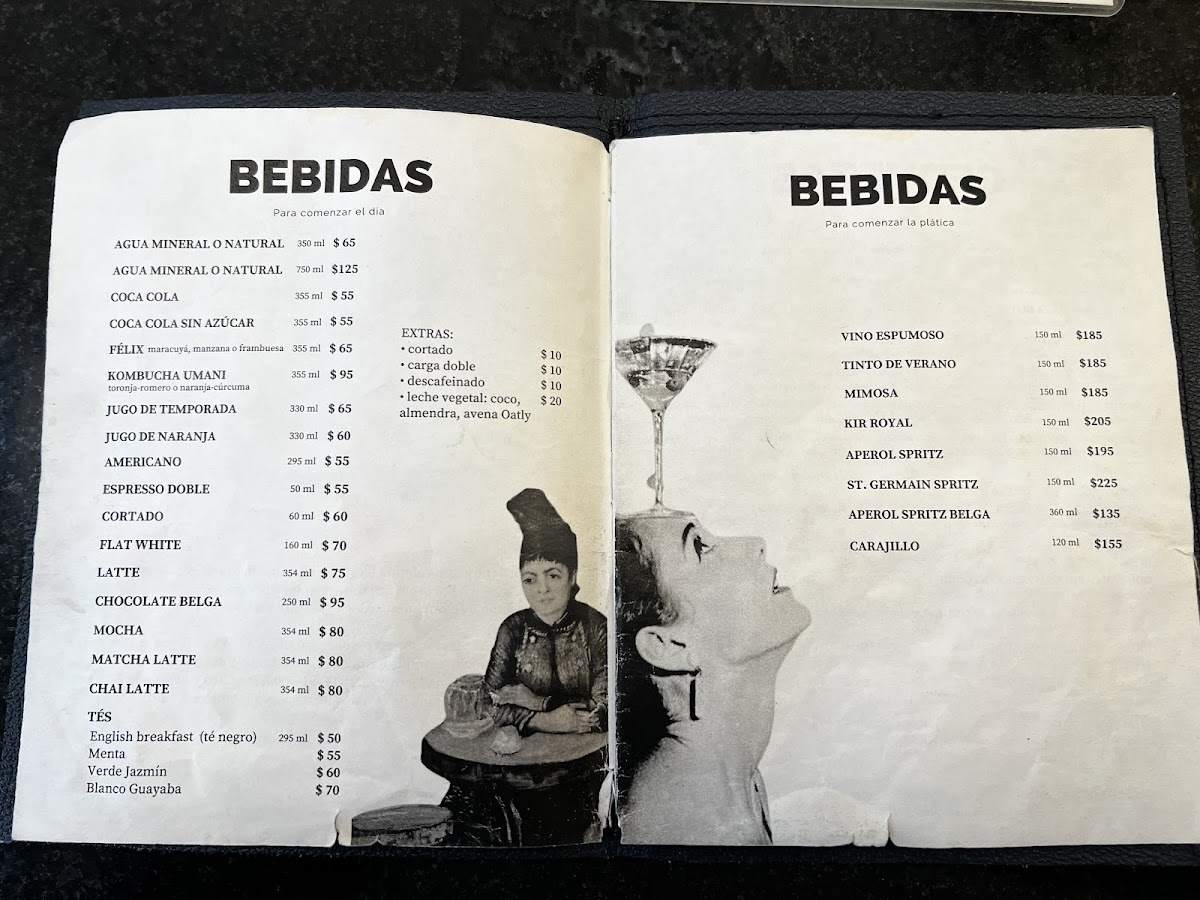 BEBIDAS
Para comenzar el día
AGUA MINERAL O NATURAL 350 ml $ 65
AGUA MINERAL O NATURAL 750 ml $125
COCA COLA 355 ml $ 55
COCA COLA SIN AZÚCAR 355 ml $ 55
FÉLIX maracuyá, manzana o frambuesa 355 ml $ 65
KOMBUCHA UMANI 355 ml $ 95
toronja-romero o naranja-cúrcuma
JUGO DE TEMPORADA 330 ml $ 65
JUGO DE NARANJA 330 ml $ 60
AMERICANO 295 ml $ 55
ESPRESSO DOBLE 50 ml $ 55
CORTADO 60 ml $ 60
FLAT WHITE 160 ml $ 70
LATTE 354 ml $ 75
CHOCOLATE BELGA 250 ml $ 95
MOCHA 354 ml $ 80
MATCHA LATTE 354 ml $ 80
CHAI LATTE 354 ml $ 80
TÉS
English breakfast (té negro) 295 ml $ 50
Menta $ 55
Verde Jazmín $ 60
Blanco Guayaba $ 70
EXTRAS:
• cortado $ 10
• carga doble $ 10
• descafeinado $ 10
• leche vegetal: coco, $ 20
almendra, avena Oatly
BEBIDAS
Para comenzar la plática
VINO ESPUMOSO 150 ml $185
TINTO DE VERANO 150 ml $185
MIMOSA 150 ml $185
KIR ROYAL 150 ml $205
APEROL SPRITZ 150 ml $195
ST. GERMAIN SPRITZ 150 ml $225
APEROL SPRITZ BELGA 360 ml $135
CARAJILLO 120 ml $155